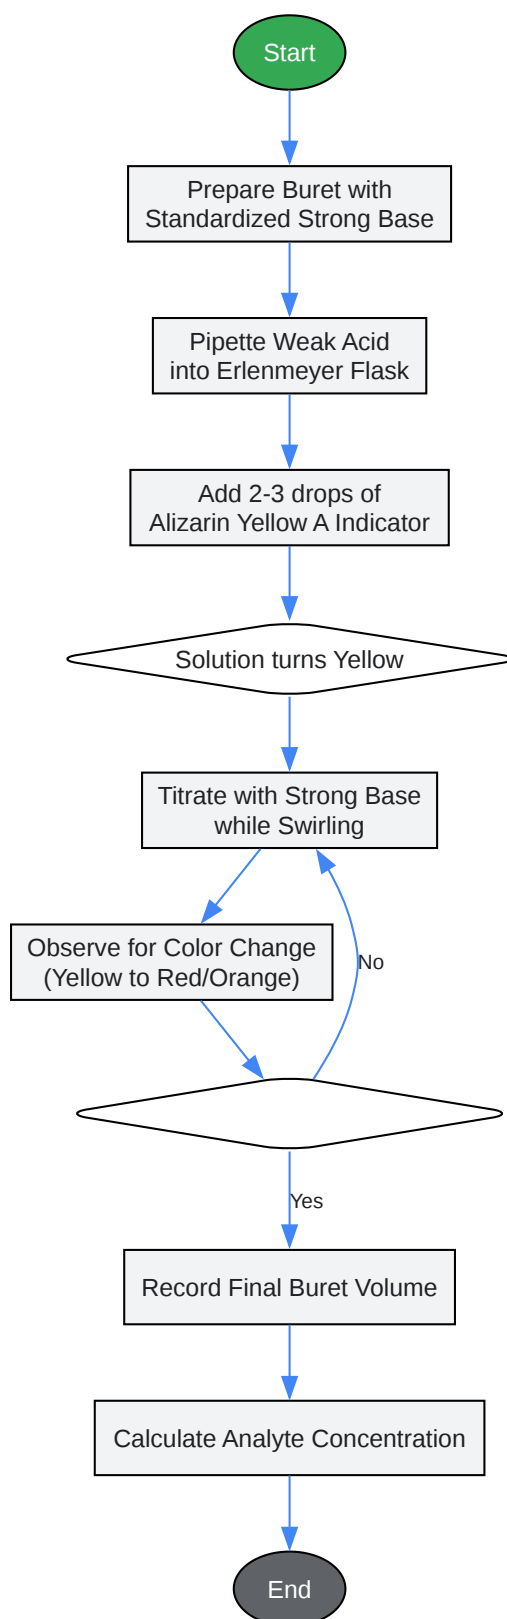 Start
Prepare Buret with
Standardized Strong Base
Pipette Weak Acid
into Erlenmeyer Flask
Add 2-3 drops of
Alizarin Yellow A Indicator
Solution turns Yellow
Titrate with Strong Base
while Swirling
Observe for Color Change
(Yellow to Red/Orange)
No
Yes
Record Final Buret Volume
Calculate Analyte Concentration
End